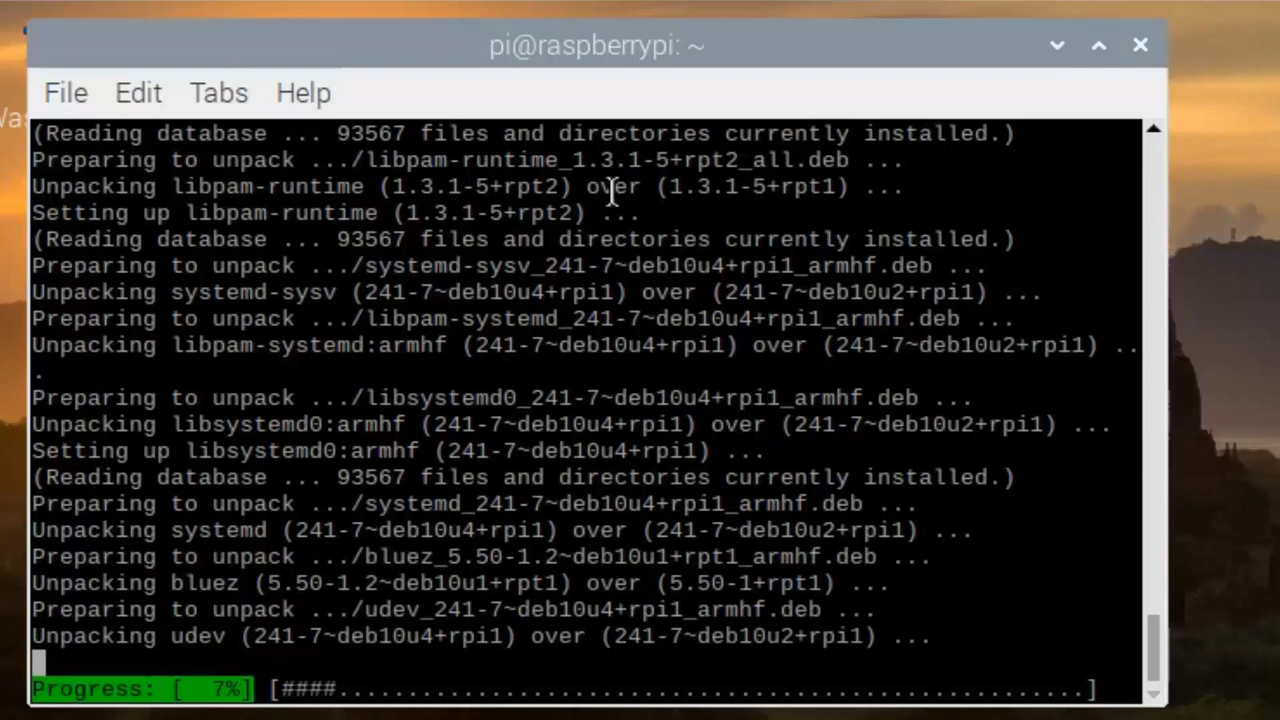 pi@raspberrypi: ~
File Edit Tabs Help
Was
(Reading database ... 93567 files and directories currently installed.)
Preparing to unpack .../libpam-runtime_1.3.1-5+rpt2_all.deb ...
Unpacking libpam-runtime (1.3.1-5+rpt2) over (1.3.1-5+rpt1) ...
Setting up libpam-runtime (1.3.1-5+rpt2) ...
(Reading database ... 93567 files and directories currently installed.)
Preparing to unpack .../systemd-sysv_241-7~deb10u4+rpi1_armhf.deb ...
Unpacking systemd-sysv (241-7~deb10u4+rpi1) over (241-7~deb10u2+rpi1) ...
Preparing to unpack .../libpam-systemd_241-7~deb10u4+rpi1_armhf.deb ...
Unpacking libpam-systemd:armhf (241-7~deb10u4+rpi1) over (241-7~deb10u2+rpi1) ..
.
Preparing to unpack .../libsystemd0_241-7~deb10u4+rpi1_armhf.deb ...
Unpacking libsystemd0:armhf (241-7~deb10u4+rpi1) over (241-7~deb10u2+rpi1) ...
Setting up libsystemd0:armhf (241-7~deb10u4+rpi1) ...
(Reading database ... 93567 files and directories currently installed.)
Preparing to unpack .../systemd_241-7~deb10u4+rpi1_armhf.deb ...
Unpacking systemd (241-7~deb10u4+rpi1) over (241-7~deb10u2+rpi1) ...
Preparing to unpack .../bluez_5.50-1.2~deb10u1+rpt1_armhf.deb ...
Unpacking bluez (5.50-1.2~deb10u1+rpt1) over (5.50-1+rpt1) ...
Preparing to unpack .../udev_241-7~deb10u4+rpi1_armhf.deb ...
Unpacking udev (241-7~deb10u4+rpi1) over (241-7~deb10u2+rpi1) ...
Progress: [  7%] [####......................................................]